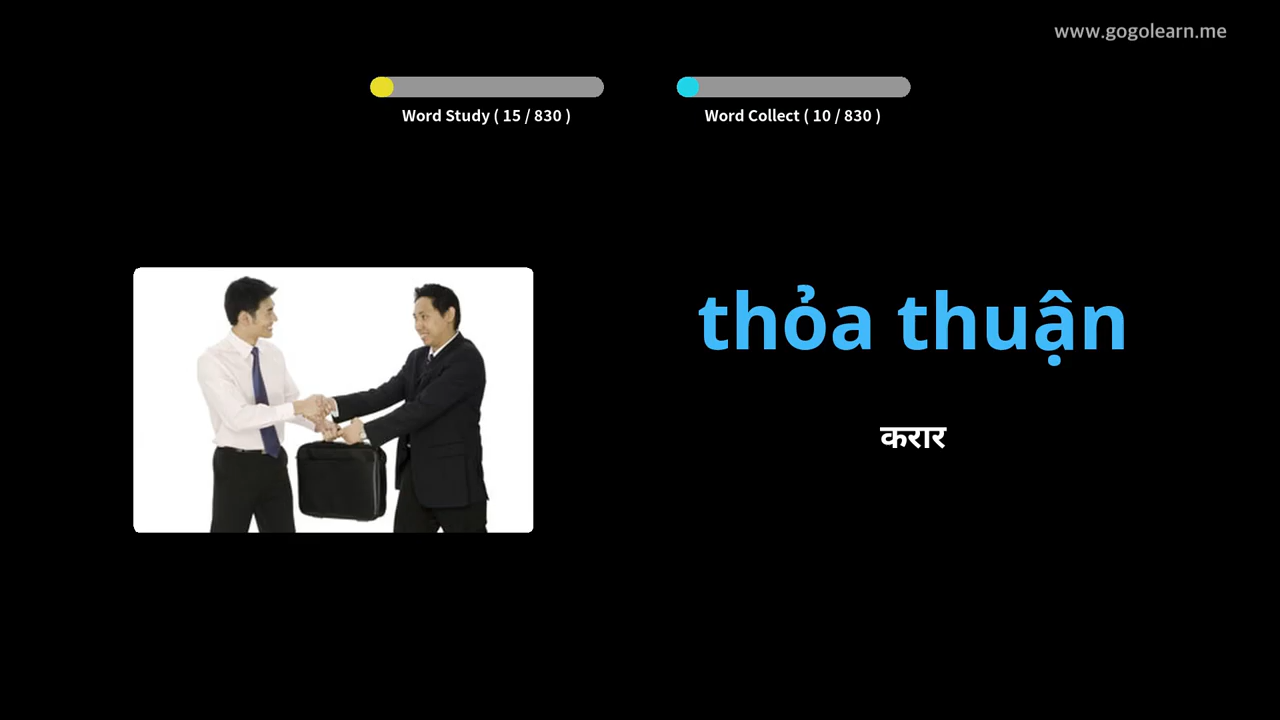 www.gogolearn.me
Word Study ( 15 / 830 )
Word Collect ( 10 / 830 )
thỏa thuận
करार